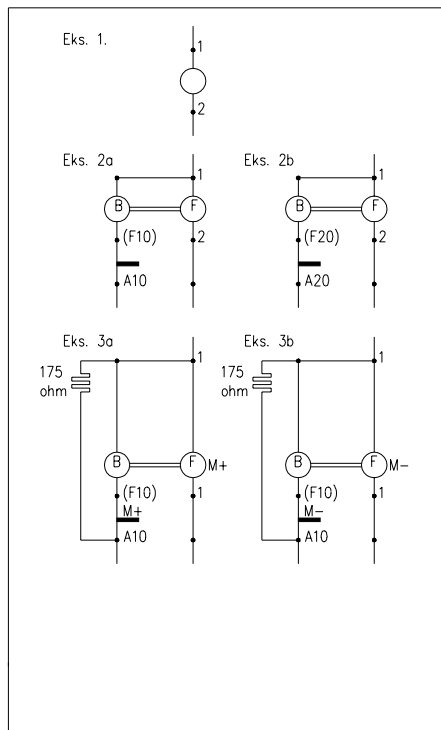 Eks. 1.
1
2
Eks. 2a
1
B
F
(F10)
2
A10
Eks. 2b
1
B
F
(F20)
2
A20
Eks. 3a
1
175
ohm
B
F
M+
(F10)
1
M+
A10
Eks. 3b
1
175
ohm
B
F
M-
(F10)
1
M-
A10